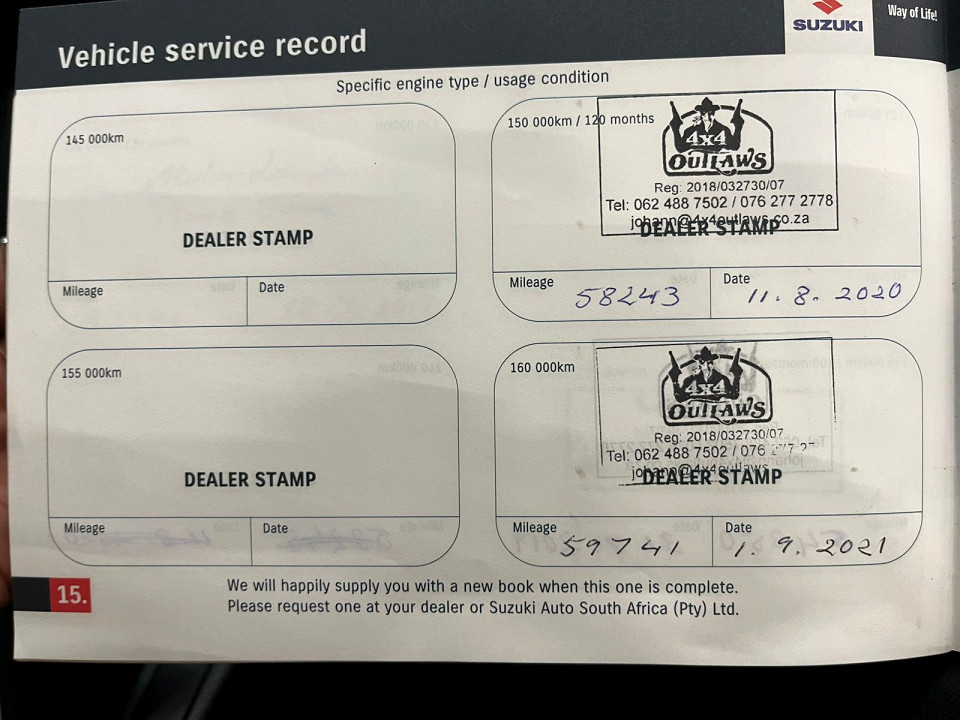 SUZUKI
Way of Life!
Vehicle service record
Specific engine type / usage condition
145 000km
DEALER STAMP
Mileage
Date
150 000km / 120 months
4x4
OUTLAWS
Reg: 2018/032730/07
Tel: 062 488 7502 / 076 277 2778
johann@4x4outlaws.co.za
DEALER STAMP
Mileage 58243
Date 11.8.2020
155 000km
DEALER STAMP
Mileage
Date
160 000km
4x4
OUTLAWS
Reg: 2018/032730/07
Tel: 062 488 7502 / 076
johann@4x4outlaws
DEALER STAMP
Mileage 59741
Date 1.9.2021
15.
We will happily supply you with a new book when this one is complete.
Please request one at your dealer or Suzuki Auto South Africa (Pty) Ltd.